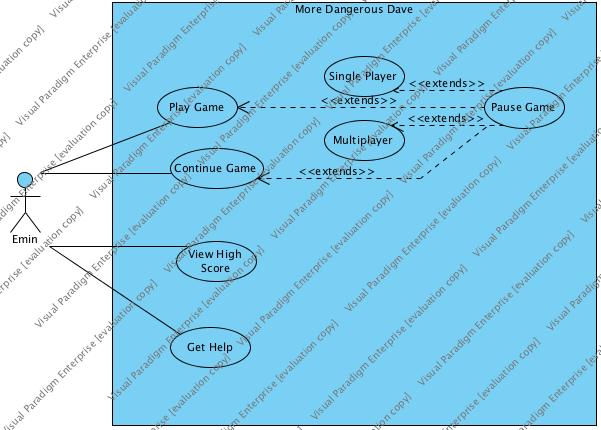 More Dangerous Dave
Single Player
<<extends>>
Play Game
<<extends>>
Pause Game
<<extends>>
Multiplayer
Continue Game
<<extends>>
Emin
View High
Score
Get Help
Visual Paradigm Enterprise [evaluation copy]